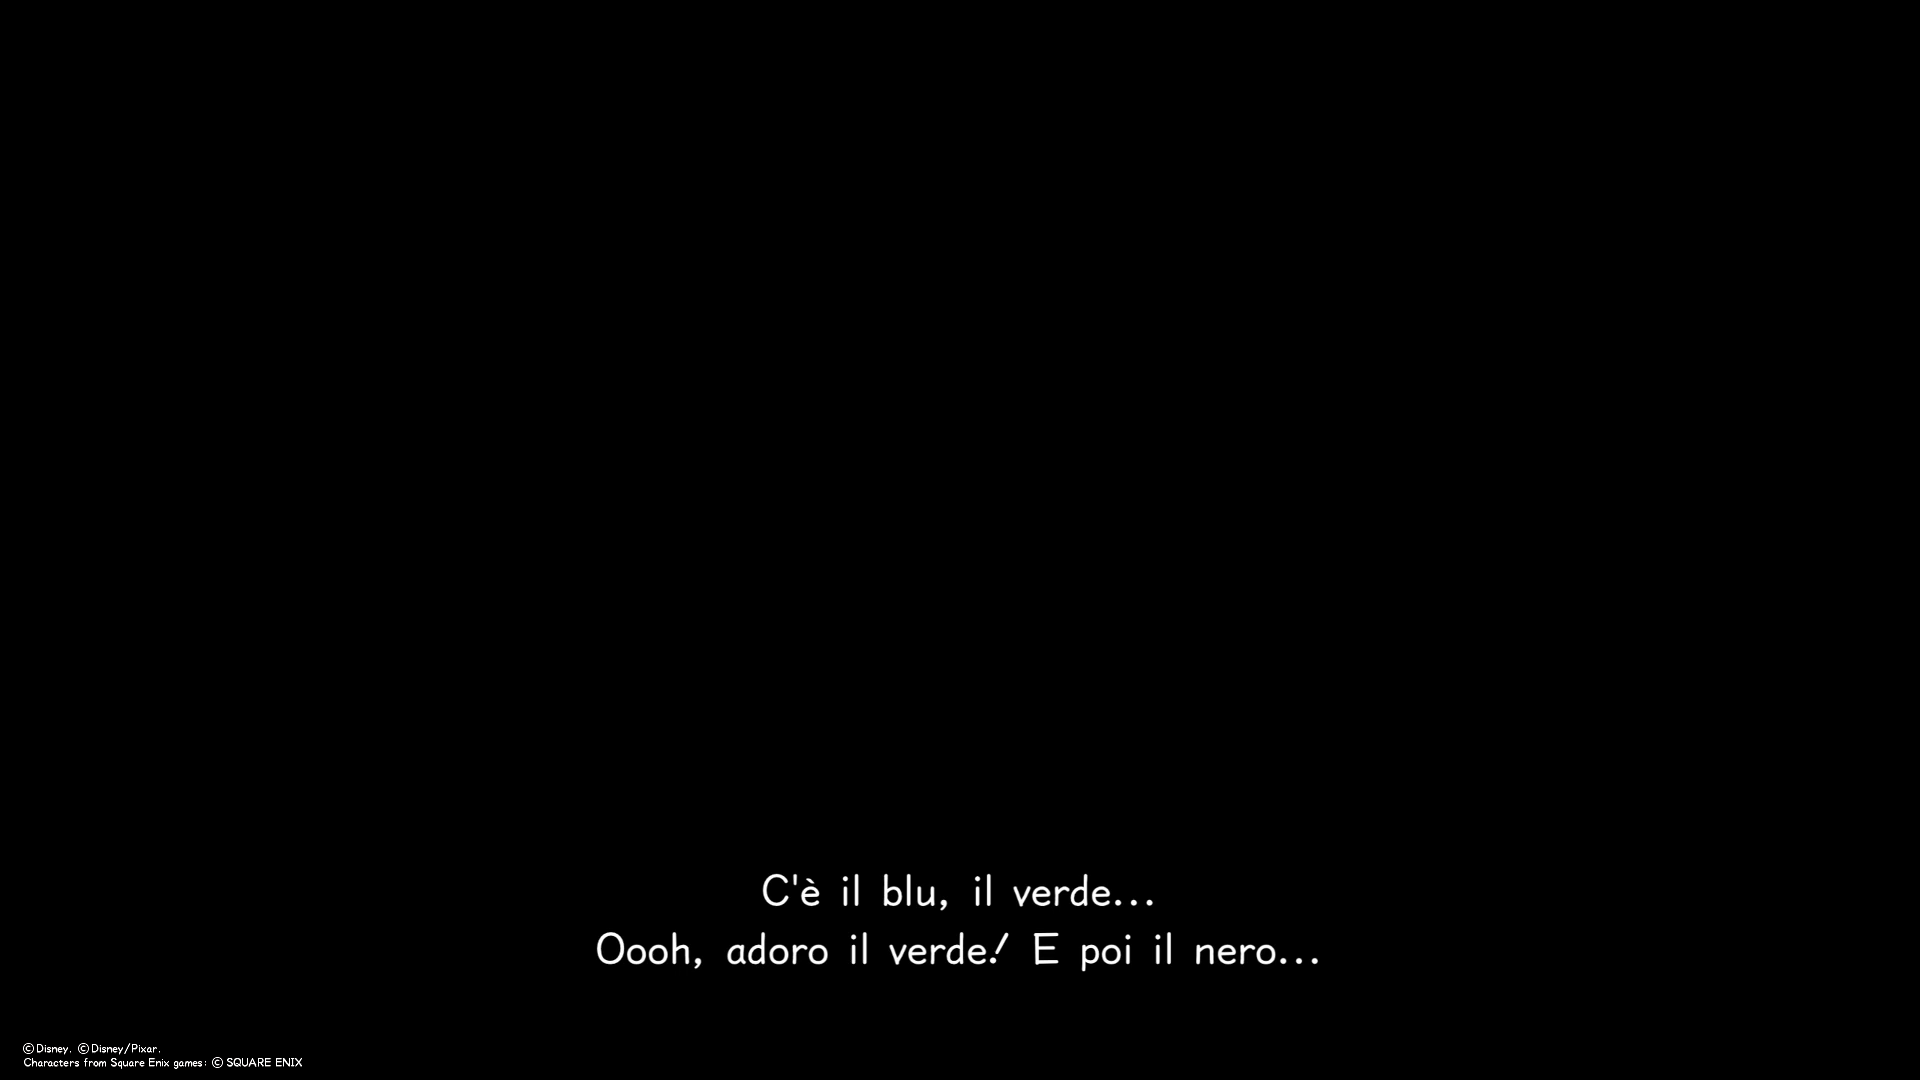 C'è il blu, il verde...
Oooh, adoro il verde! E poi il nero...
©Disney. ©Disney/Pixar.
Characters from Square Enix games: © SQUARE ENIX